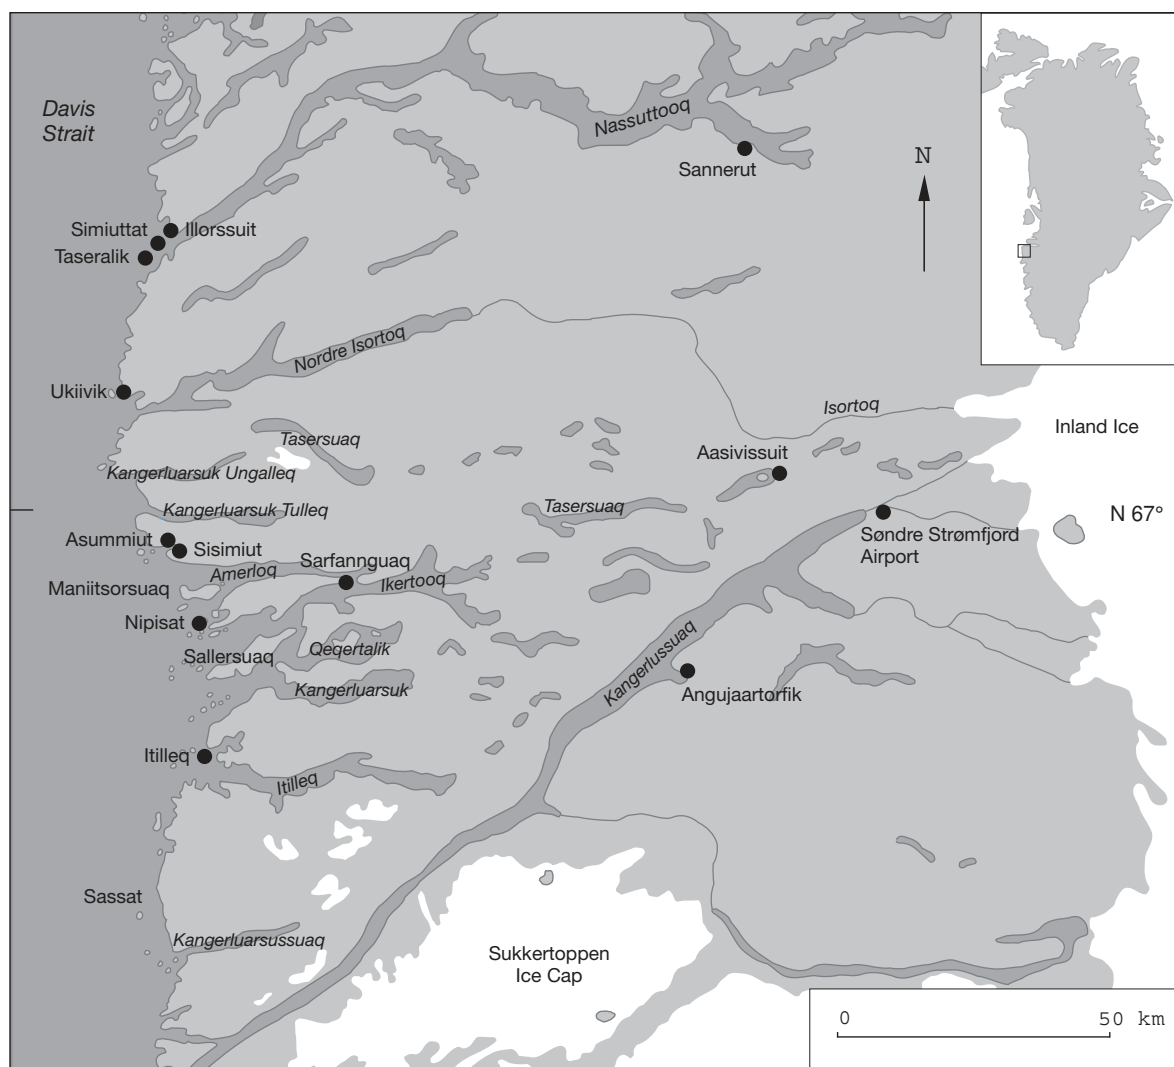 Davis
Strait
Nassuttooq
Sannerut
N
Simiuttat
Illorssuit
Taseralik
Nordre Isortoq
Ukiivik
Isortoq
Inland Ice
Tasersuaq
Aasivissuit
Kangerluarsuk Ungalleq
Tasersuaq
Kangerluarsuk Tulleq
N 67°
Asummiut
Sisimiut
Søndre Strømfjord
Airport
Sarfannguaq
Amerloq
Ikertooq
Maniitsorsuaq
Nipisat
Qeqertalik
Sallersuaq
Kangerlussuaq
Kangerluarsuk
Angujaartorfik
Itilleq
Itilleq
Sassat
Kangerluarsussuaq
Sukkertoppen
Ice Cap
0 50 km